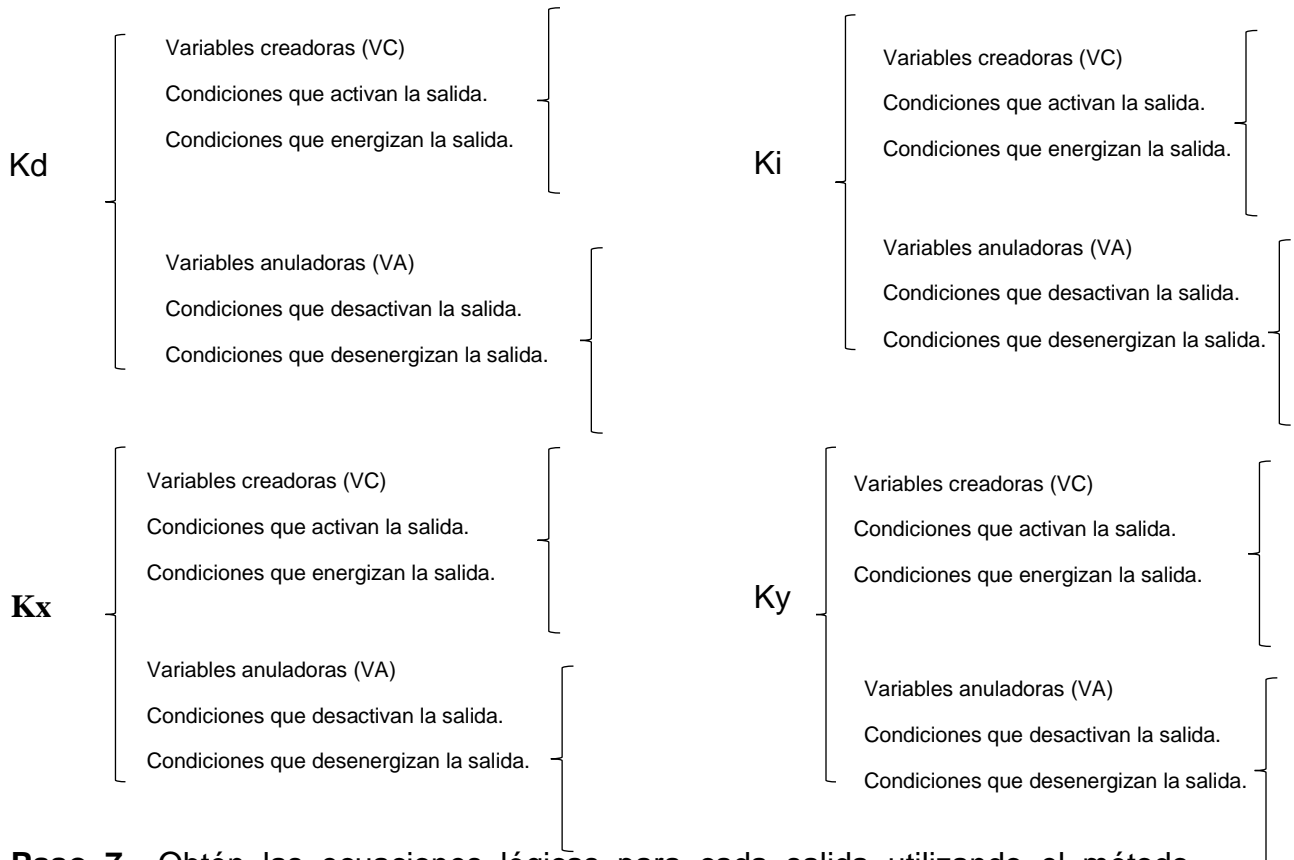 Kd
Variables creadoras (VC)
Condiciones que activan la salida.
Condiciones que energizan la salida.
Variables anuladoras (VA)
Condiciones que desactivan la salida.
Condiciones que desenergizan la salida.
Ki
Variables creadoras (VC)
Condiciones que activan la salida.
Condiciones que energizan la salida.
Variables anuladoras (VA)
Condiciones que desactivan la salida.
Condiciones que desenergizan la salida.
Kx
Variables creadoras (VC)
Condiciones que activan la salida.
Condiciones que energizan la salida.
Variables anuladoras (VA)
Condiciones que desactivan la salida.
Condiciones que desenergizan la salida.
Ky
Variables creadoras (VC)
Condiciones que activan la salida.
Condiciones que energizan la salida.
Variables anuladoras (VA)
Condiciones que desactivan la salida.
Condiciones que desenergizan la salida.
Paso 7. Obtén las ecuaciones lógicas para cada salida utilizando el método